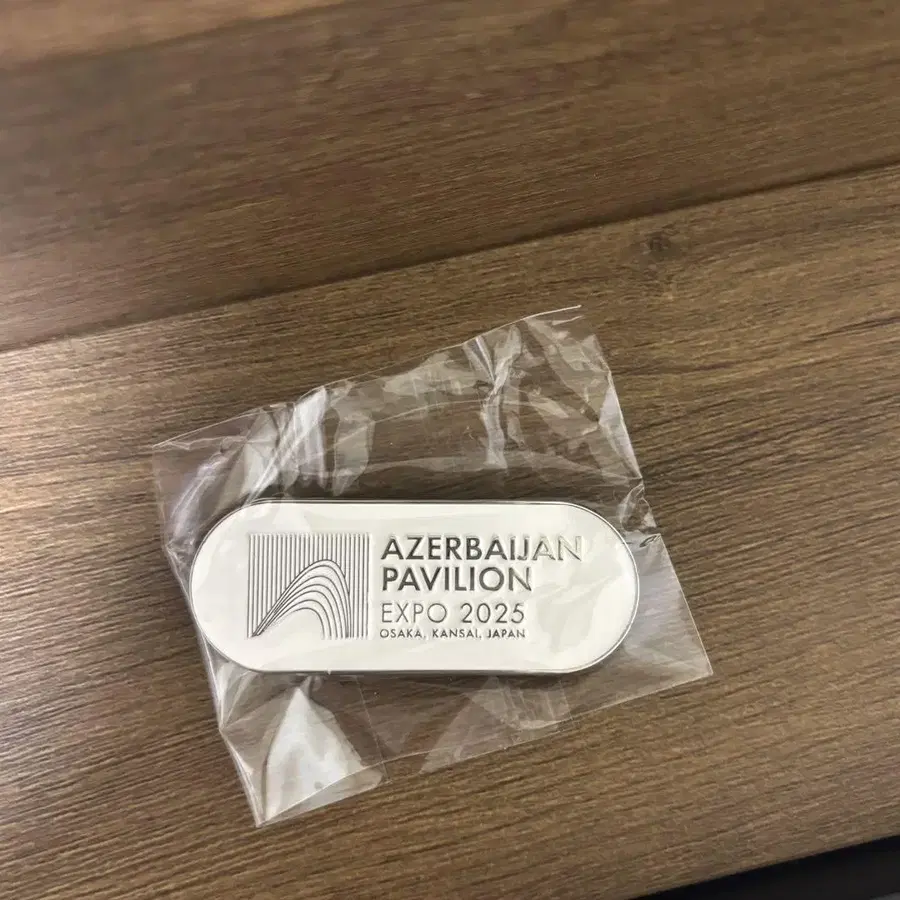 AZERBAIJAN
PAVILION
EXPO 2025
OSAKA, KANSAI, JAPAN